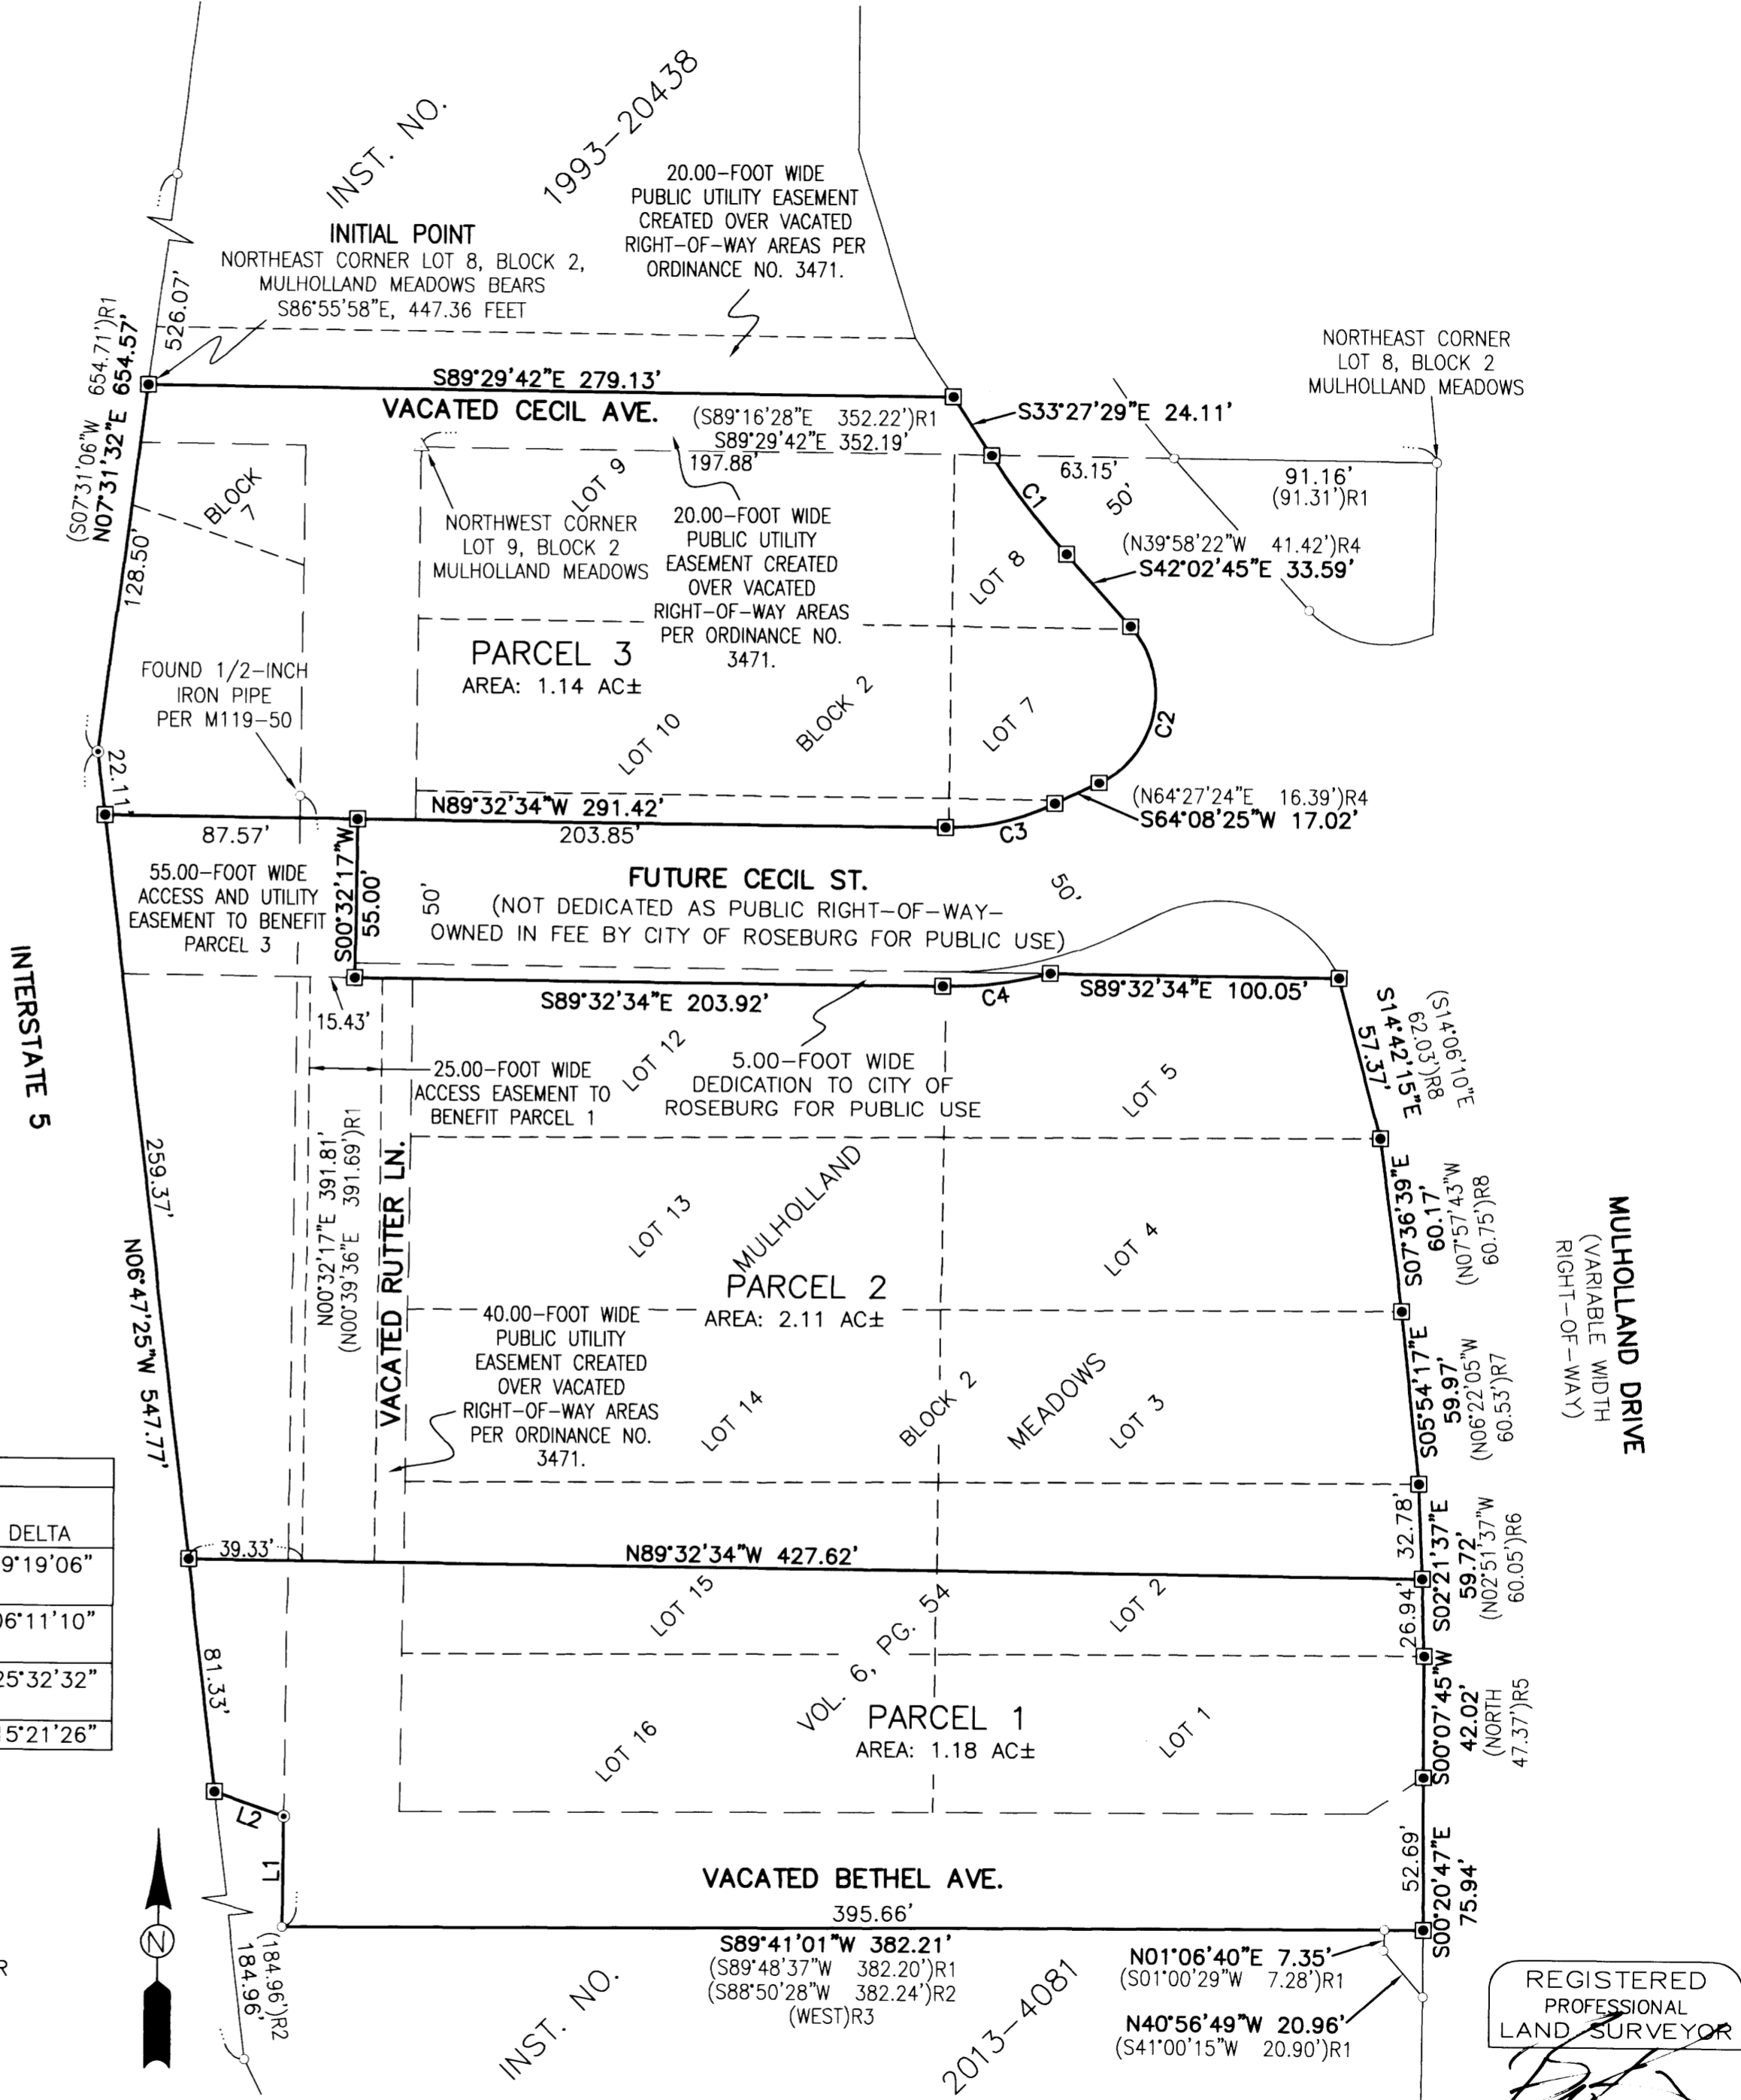 INST. NO.
1993-20438
20.00-FOOT WIDE
PUBLIC UTILITY EASEMENT
CREATED OVER VACATED
RIGHT-OF-WAY AREAS PER
ORDINANCE NO. 3471.
INITIAL POINT
NORTHEAST CORNER LOT 8, BLOCK 2,
MULHOLLAND MEADOWS BEARS
S86°55'58"E, 447.36 FEET
526.07'
(S07°31'06"W 654.71')R1
N07°31'32"E 654.57'
NORTHEAST CORNER
LOT 8, BLOCK 2
MULHOLLAND MEADOWS
S89°29'42"E 279.13'
VACATED CECIL AVE.
(S89°16'28"E 352.22')R1
S89°29'42"E 352.19'
197.88'
S33°27'29"E 24.11'
63.15'
91.16'
(91.31')R1
50'
C1
BLOCK
7
128.50'
LOT 9
NORTHWEST CORNER
LOT 9, BLOCK 2
MULHOLLAND MEADOWS
20.00-FOOT WIDE
PUBLIC UTILITY
EASEMENT CREATED
OVER VACATED
RIGHT-OF-WAY AREAS
PER ORDINANCE NO.
3471.
LOT 8
(N39°58'22"W 41.42')R4
S42°02'45"E 33.59'
PARCEL 3
AREA: 1.14 AC±
FOUND 1/2-INCH
IRON PIPE
PER M119-50
LOT 10
BLOCK 2
LOT 7
C2
22.11'
N89°32'34"W 291.42'
87.57'
203.85'
C3
(N64°27'24"E 16.39')R4
S64°08'25"W 17.02'
55.00-FOOT WIDE
ACCESS AND UTILITY
EASEMENT TO BENEFIT
PARCEL 3
S00°32'17"W
55.00'
50'
FUTURE CECIL ST.
(NOT DEDICATED AS PUBLIC RIGHT-OF-WAY-
OWNED IN FEE BY CITY OF ROSEBURG FOR PUBLIC USE)
50'
INTERSTATE 5
S89°32'34"E 203.92'
C4
S89°32'34"E 100.05'
15.43'
S14°42'15"E
57.37'
(S14°06'10"E
62.03')R8
25.00-FOOT WIDE
ACCESS EASEMENT TO
BENEFIT PARCEL 1
LOT 12
5.00-FOOT WIDE
DEDICATION TO CITY OF
ROSEBURG FOR PUBLIC USE
LOT 5
259.37'
N06°47'25"W 547.77'
N00°32'17"E 391.81'
(N00°39'36"E 391.69')R1
VACATED RUTTER LN.
LOT 13
MULHOLLAND
LOT 4
S07°36'39"E
60.17'
(N07°57'43"W
60.75')R8
MULHOLLAND DRIVE
(VARIABLE WIDTH
RIGHT-OF-WAY)
PARCEL 2
AREA: 2.11 AC±
40.00-FOOT WIDE
PUBLIC UTILITY
EASEMENT CREATED
OVER VACATED
RIGHT-OF-WAY AREAS
PER ORDINANCE NO.
3471.
LOT 14
BLOCK 2
MEADOWS
LOT 3
S05°54'17"E
59.97'
(N06°22'05"W
60.53')R7
39.33'
N89°32'34"W 427.62'
32.78'
26.94'
S02°21'37"E
59.72'
(N02°51'37"W
60.05')R6
DELTA
9°19'06"
06°11'10"
25°32'32"
15°21'26"
LOT 15
LOT 2
VOL. 6, PG. 54
81.33'
PARCEL 1
AREA: 1.18 AC±
LOT 16
LOT 1
S00°07'45"W
42.02'
(NORTH
47.37')R5
L2
L1
VACATED BETHEL AVE.
395.66'
52.69'
S00°20'47"E
75.94'
S89°41'01"W 382.21'
(S89°48'37"W 382.20')R1
(S88°50'28"W 382.24')R2
(WEST)R3
N01°06'40"E 7.35'
(S01°00'29"W 7.28')R1
N40°56'49"W 20.96'
(S41°00'15"W 20.90')R1
N
R
(184.96')R2
184.96'
INST. NO.
2013-4081
REGISTERED
PROFESSIONAL
LAND SURVEYOR